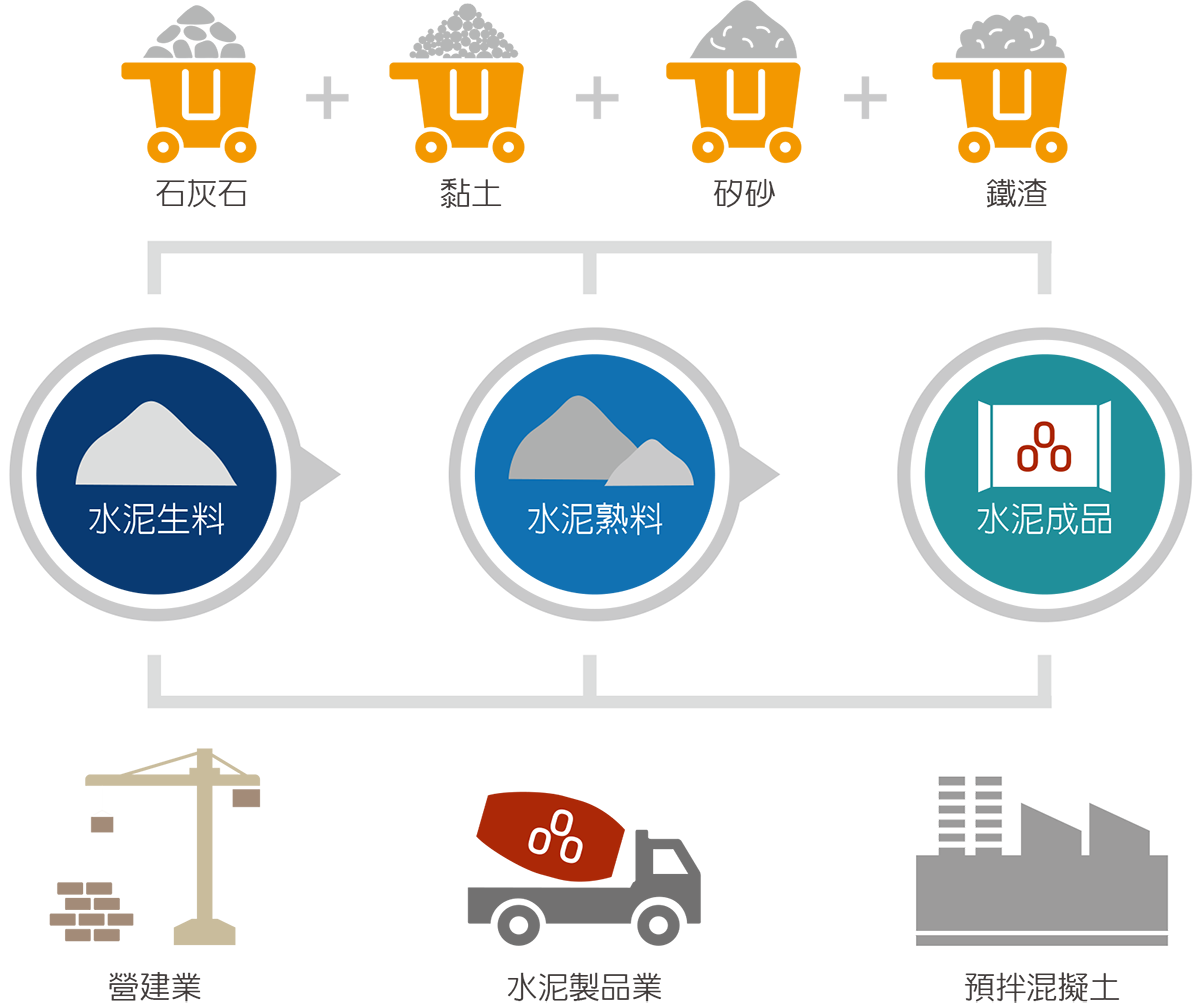 石灰石
黏土
矽砂
鐵渣
水泥生料
水泥熟料
水泥成品
營建業
水泥製品業
預拌混擬土